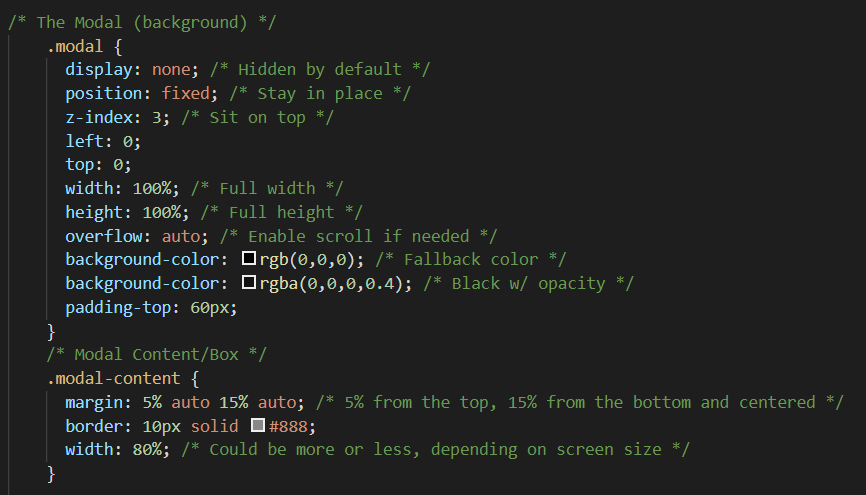 /* The Modal (background) */
.modal {
display: none; /* Hidden by default */
position: fixed; /* Stay in place */
z-index: 3; /* Sit on top */
left: 0;
top: 0;
width: 100%; /* Full width */
height: 100%; /* Full height */
overflow: auto; /* Enable scroll if needed */
background-color: rgb(0,0,0); /* Fallback color */
background-color: rgba(0,0,0,0.4); /* Black w/ opacity */
padding-top: 60px;
}
/* Modal Content/Box */
.modal-content {
margin: 5% auto 15% auto; /* 5% from the top, 15% from the bottom and centered */
border: 10px solid #888;
width: 80%; /* Could be more or less, depending on screen size */
}